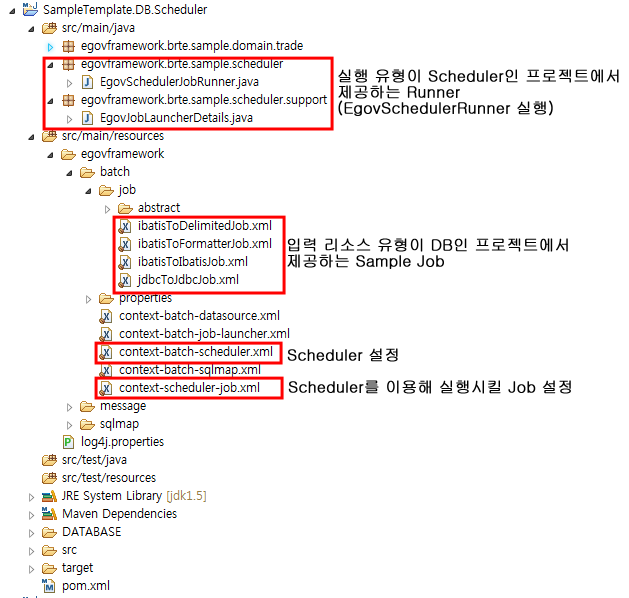 SampleTemplate.DB.Scheduler
src/main/java
egovframework.brte.sample.domain.trade
egovframework.brte.sample.scheduler
EgovSchedulerJobRunner.java
egovframework.brte.sample.scheduler.support
EgovJobLauncherDetails.java
실행 유형이 Scheduler인 프로젝트에서
제공하는 Runner
(EgovSchedulerRunner 실행)
src/main/resources
egovframework
batch
job
abstract
ibatisToDelimitedJob.xml
ibatisToFormatterJob.xml
ibatisToIbatisJob.xml
jdbcToJdbcJob.xml
입력 리소스 유형이 DB인 프로젝트에서
제공하는 Sample Job
properties
context-batch-datasource.xml
context-batch-job-launcher.xml
context-batch-scheduler.xml
Scheduler 설정
context-batch-sqlmap.xml
context-scheduler-job.xml
Scheduler를 이용해 실행시킬 Job 설정
message
sqlmap
log4j.properties
src/test/java
src/test/resources
JRE System Library [jdk1.5]
Maven Dependencies
DATABASE
src
target
pom.xml